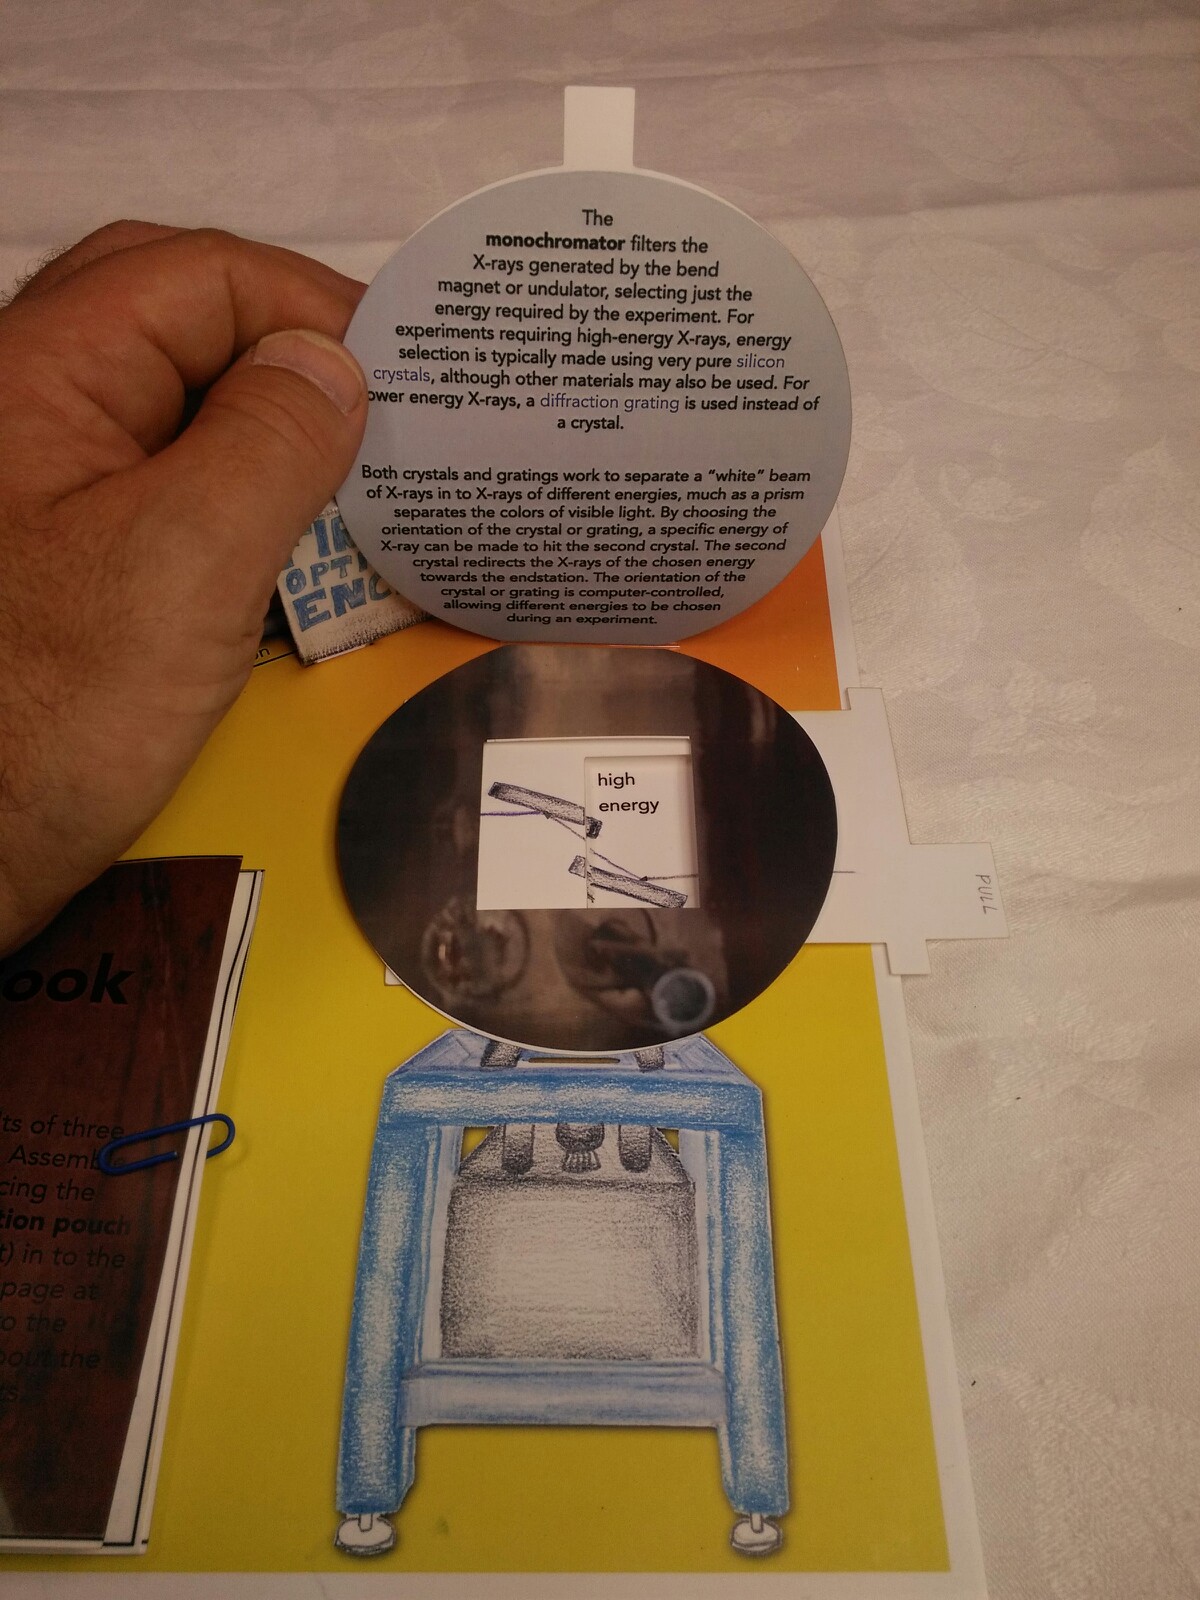 The
monochromator filters the
X-rays generated by the bend
magnet or undulator, selecting just the
energy required by the experiment. For
experiments requiring high-energy X-rays, energy
selection is typically made using very pure silicon
crystals, although other materials may also be used. For
ower energy X-rays, a diffraction grating is used instead of
a crystal.
Both crystals and gratings work to separate a “white” beam
of X-rays in to X-rays of different energies, much as a prism
separates the colors of visible light. By choosing the
orientation of the crystal or grating, a specific energy of
X-ray can be made to hit the second crystal. The second
crystal redirects the X-rays of the chosen energy
towards the endstation. The orientation of the
crystal or grating is computer-controlled,
allowing different energies to be chosen
during an experiment.
OPT
ENC
on
high
energy
PULL
ook
lts of three
Assemb
cing the
tion pouch
t) in to the
page at
to the
bout the